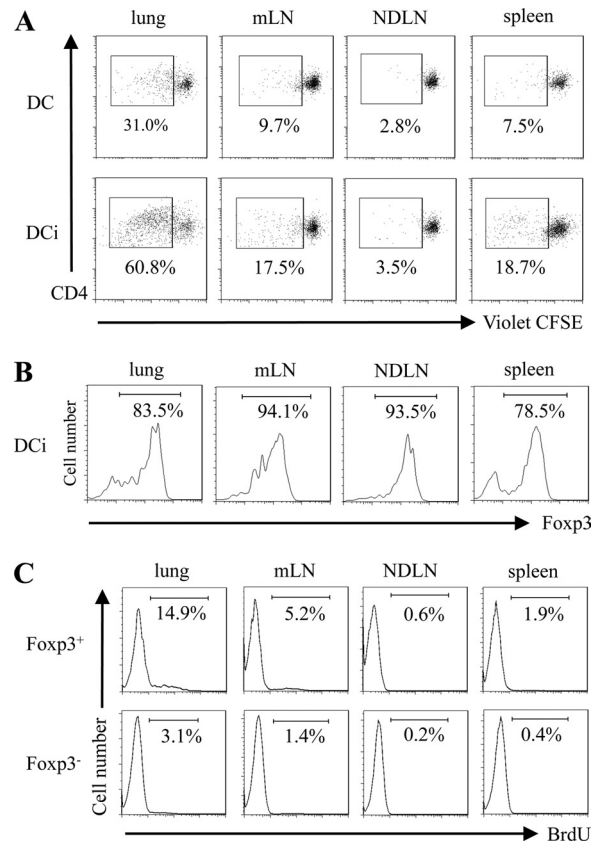 A
lung mLN NDLN spleen
DC
31.0% 9.7% 2.8% 7.5%
DCi
60.8% 17.5% 3.5% 18.7%
CD4
Violet CFSE
B
lung mLN NDLN spleen
DCi
Cell number
83.5% 94.1% 93.5% 78.5%
Foxp3
C
lung mLN NDLN spleen
Foxp3⁺
14.9% 5.2% 0.6% 1.9%
Foxp3⁻
3.1% 1.4% 0.2% 0.4%
Cell number
BrdU